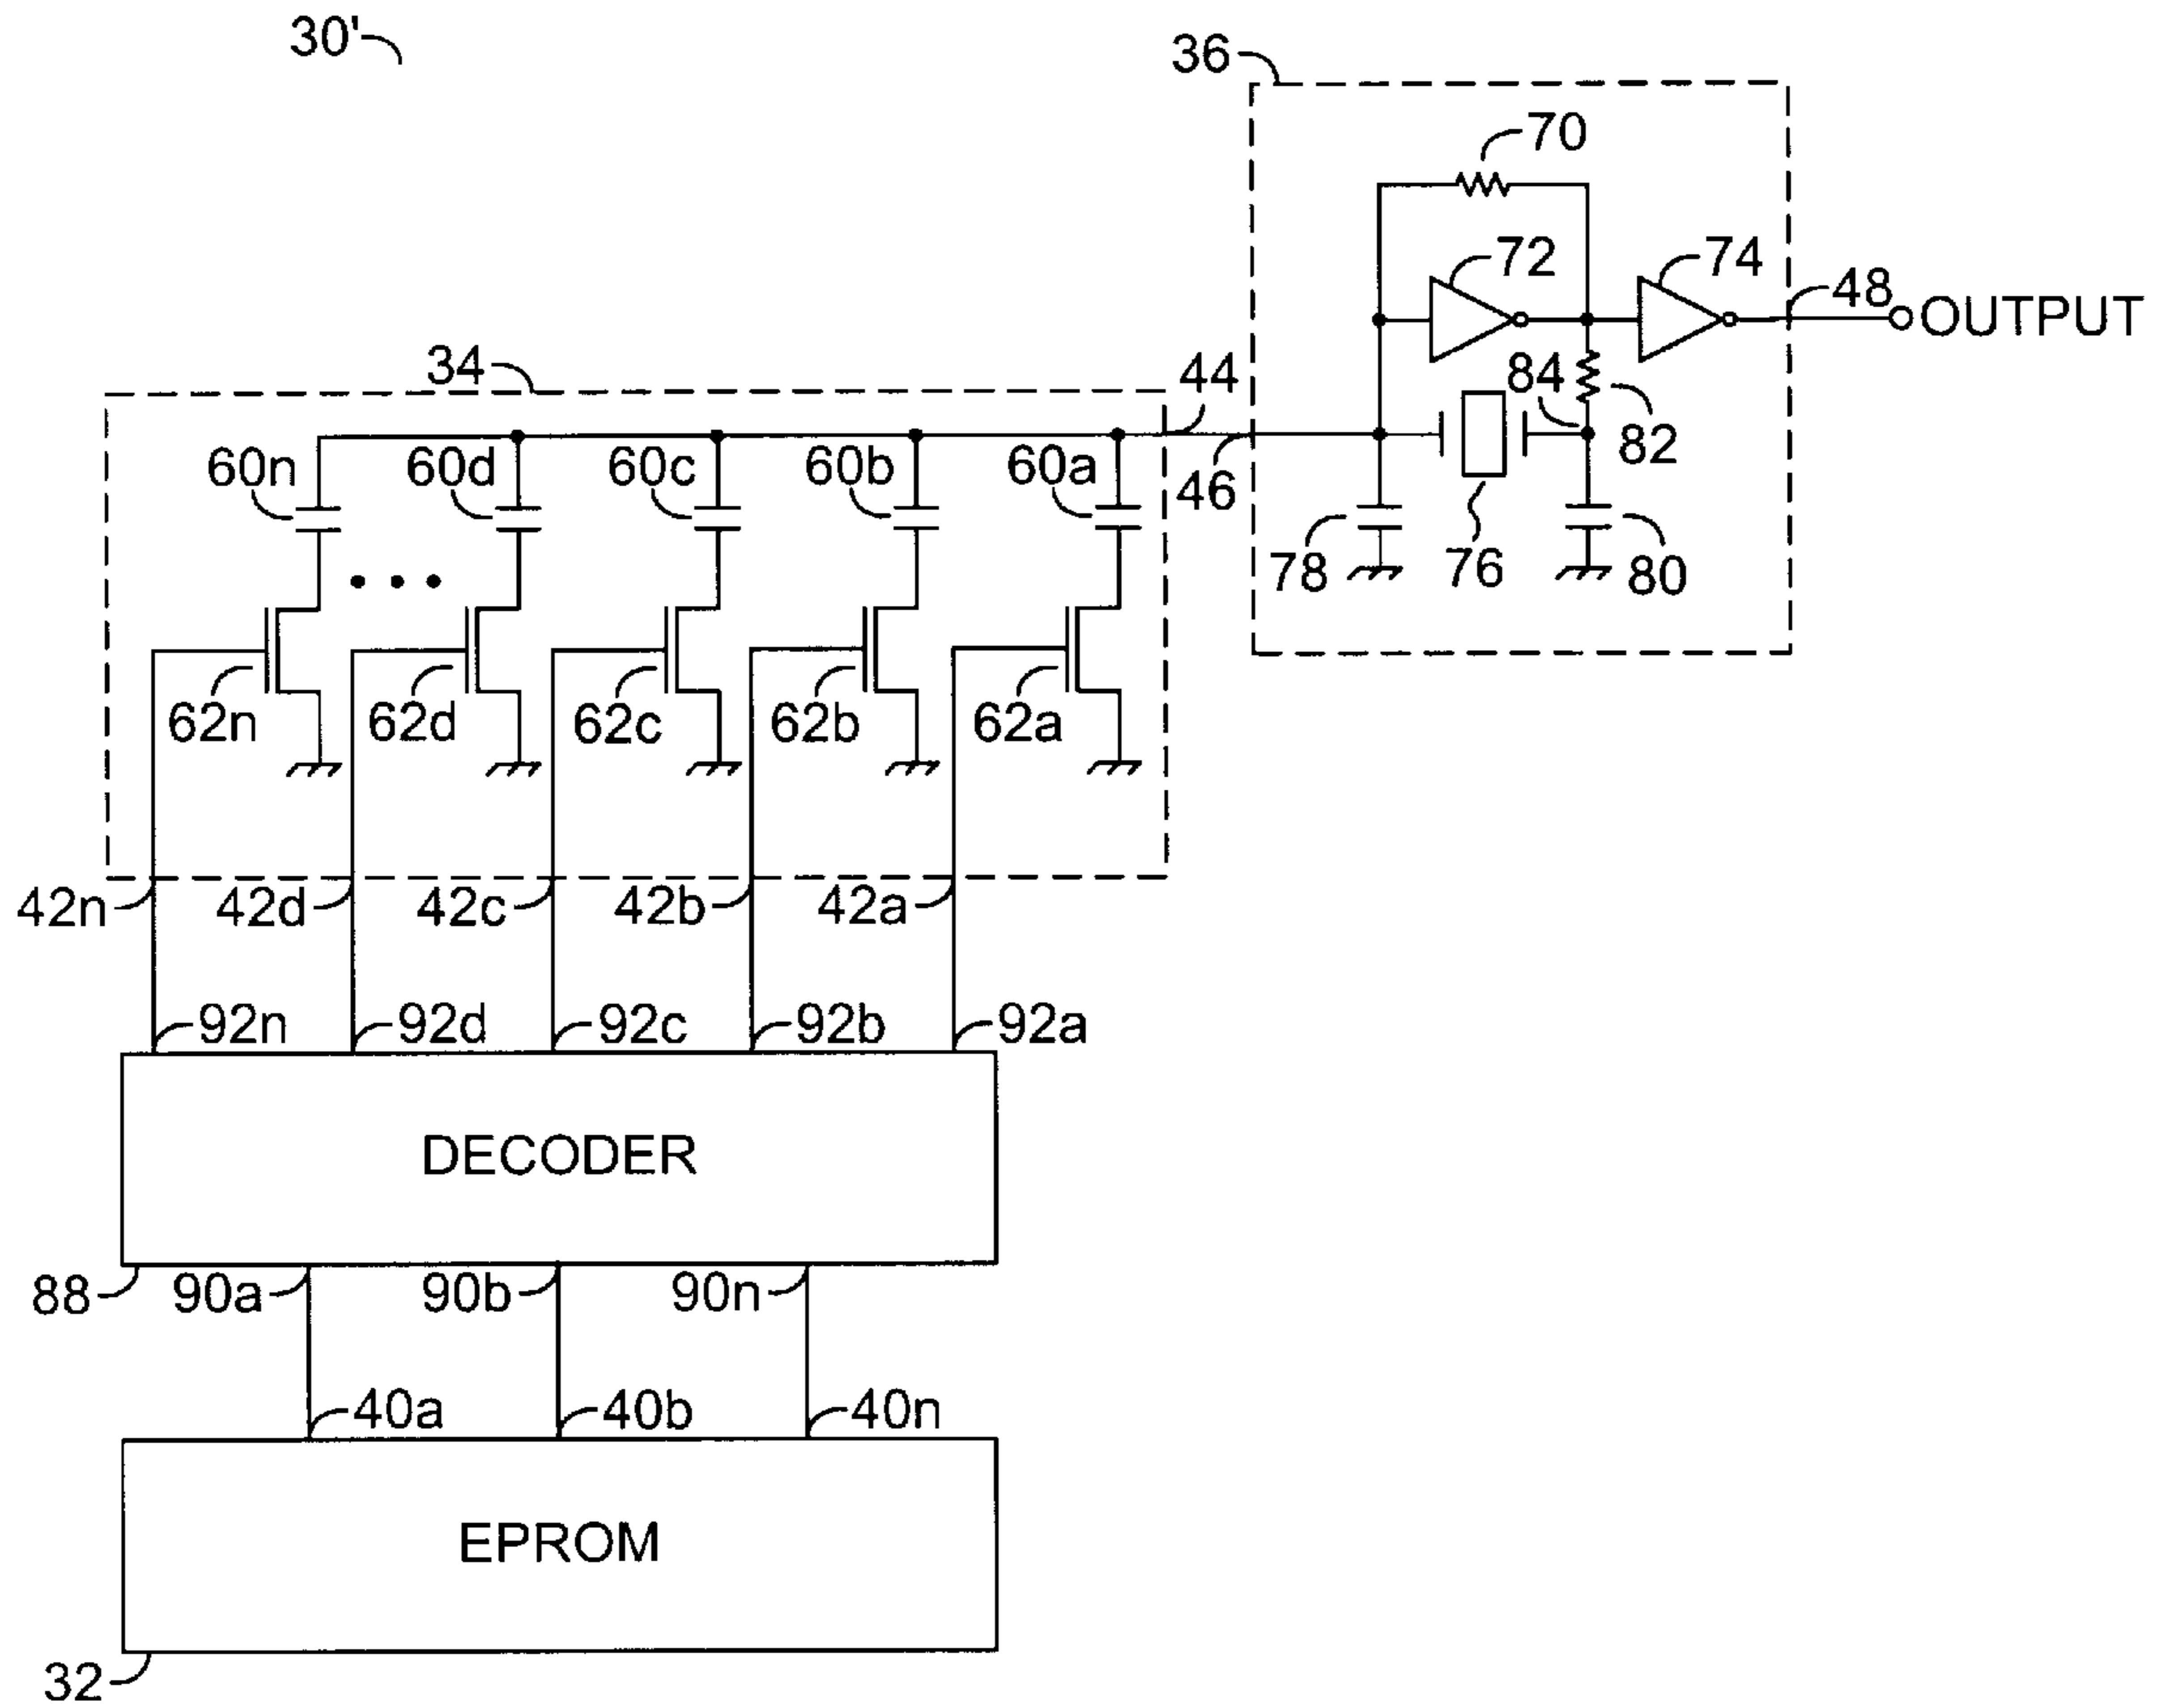 30'
36
70
72
74
48
OUTPUT
34
44
84
82
60n
60d
60c
60b
60a
46
78
76
80
62n
62d
62c
62b
62a
42n
42d
42c
42b
42a
92n
92d
92c
92b
92a
DECODER
88
90a
90b
90n
40a
40b
40n
EPROM
32